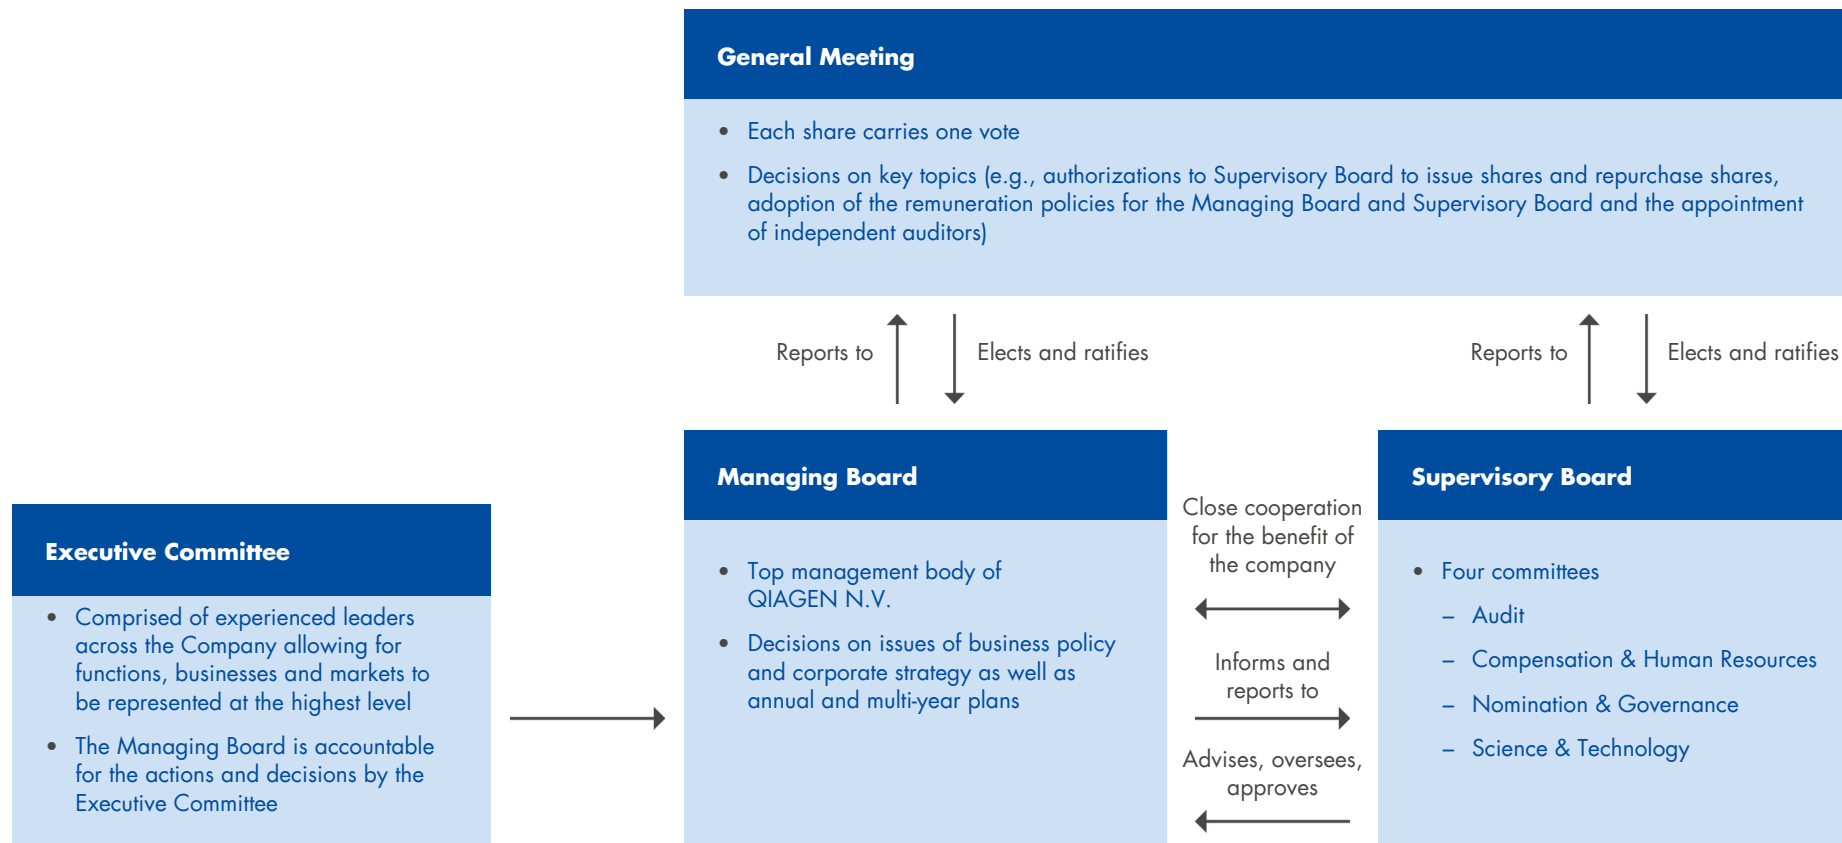 General Meeting
• Each share carries one vote
• Decisions on key topics (e.g., authorizations to Supervisory Board to issue shares and repurchase shares,
adoption of the remuneration policies for the Managing Board and Supervisory Board and the appointment
of independent auditors)
Reports to
Elects and ratifies
Reports to
Elects and ratifies
Executive Committee
• Comprised of experienced leaders
across the Company allowing for
functions, businesses and markets to
be represented at the highest level
• The Managing Board is accountable
for the actions and decisions by the
Executive Committee
Managing Board
• Top management body of
QIAGEN N.V.
• Decisions on issues of business policy
and corporate strategy as well as
annual and multi-year plans
Close cooperation
for the benefit of
the company
Informs and
reports to
Advises, oversees,
approves
Supervisory Board
• Four committees
– Audit
– Compensation & Human Resources
– Nomination & Governance
– Science & Technology